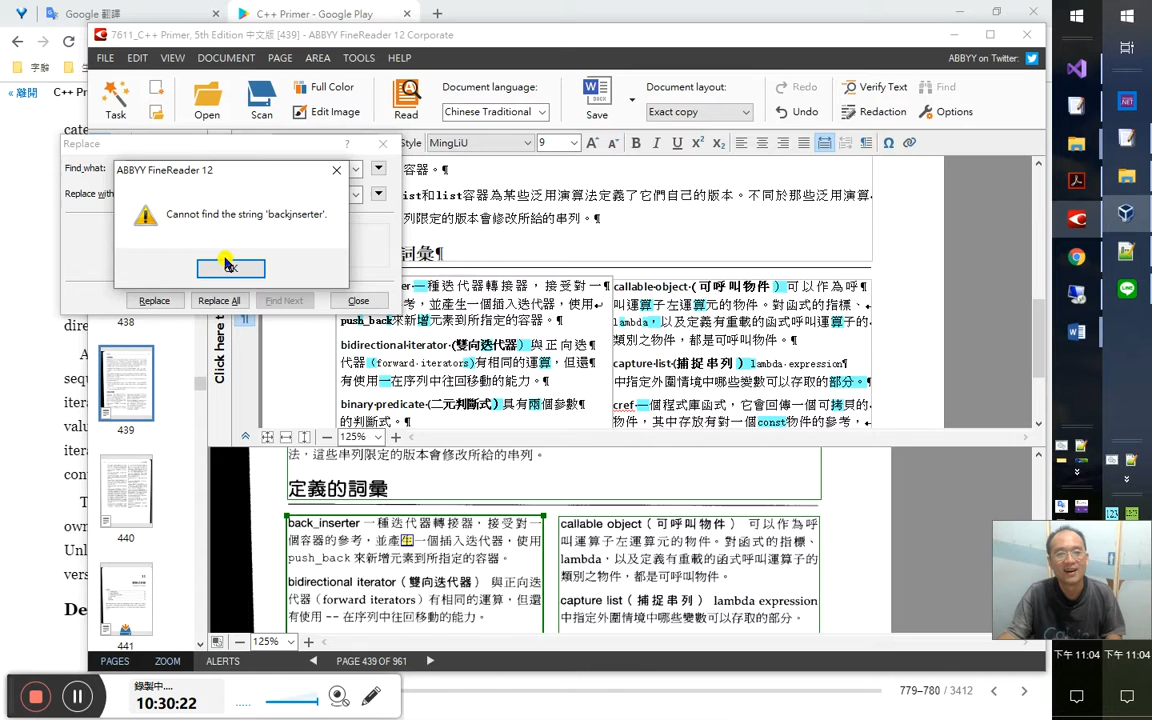 Google 翻譯
C++ Primer - Google Play
字辭
« 離開
7611_C++ Primer, 5th Edition 中文版 [439] - ABBYY FineReader 12 Corporate
FILE EDIT VIEW DOCUMENT PAGE AREA TOOLS HELP
ABBYY on Twitter:
Task
Open
Scan
Full Color
Edit Image
Read
Document language:
Chinese Traditional
Save
Document layout:
Exact copy
Redo
Undo
Verify Text
Find
Redaction
Options
Style
MingLiU
9
Replace
Find what:
Replace with
ABBYY FineReader 12
Cannot find the string 'backjnserter'.
OK
Replace
Replace All
Find Next
Close
容器。¶
ist和list容器為某些泛用演算法定義了它們自己的版本。不同於那些泛用演算
列限定的版本會修改所給的串列。¶
詞彙¶
er一種迭代器轉接器，接受對一
考，並產生一個插入迭代器，使用
push_back來新增元素到所指定的容器。¶
bidirectional·iterator·(雙向迭代器）與正向迭
代器（forward·iterators)有相同的運算，但還
有使用一在序列中往回移動的能力。¶
binary·predicate·(二元判斷式）具有兩個參數¶
的判斷式。¶
callable·object·(可呼叫物件）可以作為呼
叫運算子左運算元的物件。對函式的指標、
lambda，以及定義有重載的函式呼叫運算子的
類別之物件，都是可呼叫物件。¶
capture·list·(捕捉串列）lambda·expression¶
中指定外圍情境中哪些變數可以存取的部分。¶
cref一個程式庫函式，它會回傳一個可拷貝的
物件，其中存放有對一個const物件的參考，
125%
法，這些串列限定的版本會修改所給的串列。
定義的詞彙
back_inserter 一種迭代器轉接器，接受對一
個容器的參考，並產生一個插入迭代器，使用
push_back 來新增元素到所指定的容器。
bidirectional iterator（雙向迭代器） 與正向迭
代器（forward iterators）有相同的運算，但還
有使用 -- 在序列中往回移動的能力。
callable object（可呼叫物件） 可以作為呼
叫運算子左運算元的物件。對函式的指標、
lambda，以及定義有重載的函式呼叫運算子的
類別之物件，都是可呼叫物件。
capture list（捕捉串列） lambda expression
中指定外圍情境中哪些變數可以存取的部分。
125%
438
439
440
441
Click here t
PAGES ZOOM ALERTS
PAGE 439 OF 961
779–780 / 3412
錄製中....
10:30:22
下午 11:04
下午 11:04